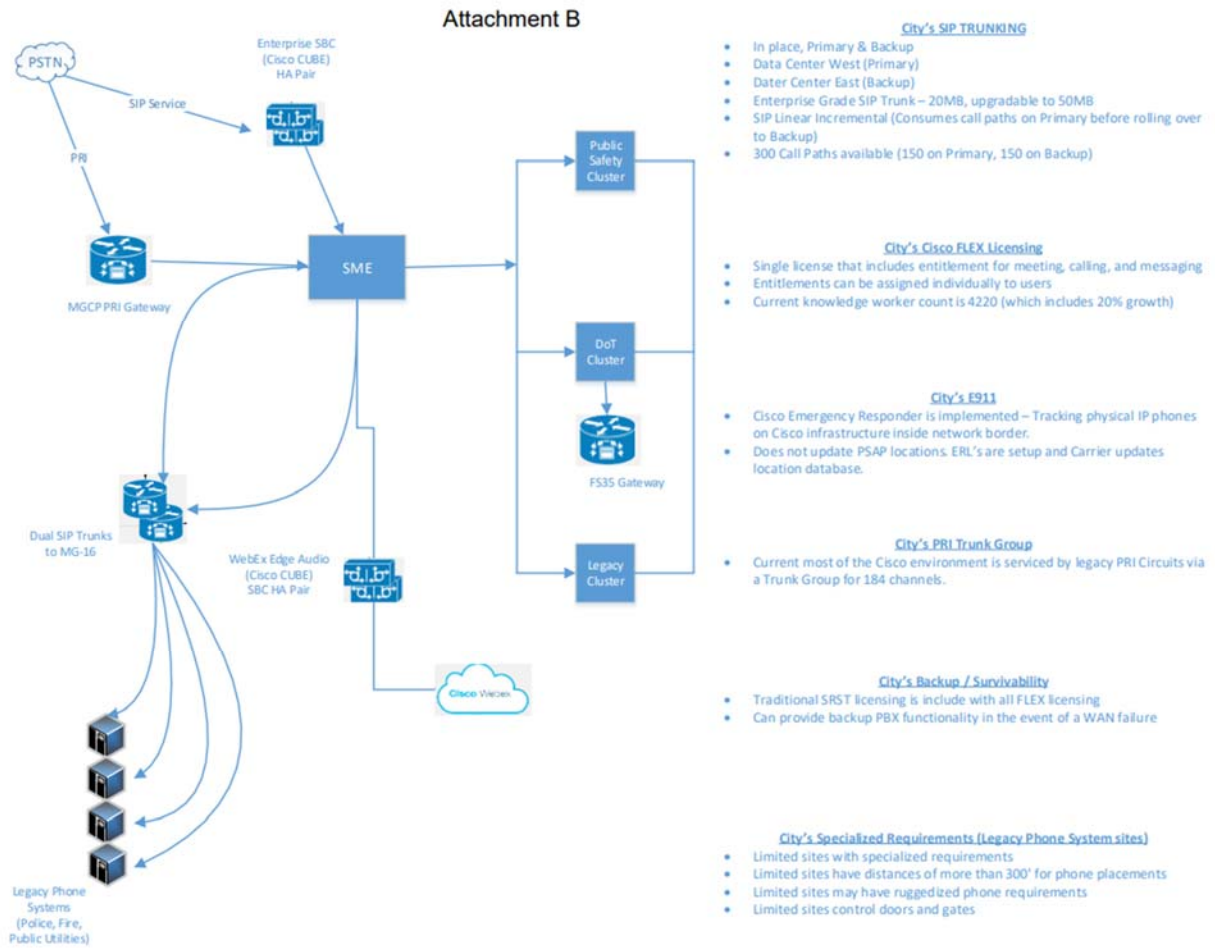 Attachment B
PSTN
SIP Service
PRI
Enterprise SBC
(Cisco CUBE)
HA Pair
MGCP PRI Gateway
SME
Public
Safety
Cluster
DoT
Cluster
FS35 Gateway
Legacy
Cluster
Dual SIP Trunks
to MG-16
WebEx Edge Audio
(Cisco CUBE)
SBC HA Pair
Cisco Webex
Legacy Phone
Systems
(Police, Fire,
Public Utilities)
City's SIP TRUNKING
• In place, Primary & Backup
• Data Center West (Primary)
• Dater Center East (Backup)
• Enterprise Grade SIP Trunk – 20MB, upgradable to 50MB
• SIP Linear Incremental (Consumes call paths on Primary before rolling over
to Backup)
• 300 Call Paths available (150 on Primary, 150 on Backup)
City's Cisco FLEX Licensing
• Single license that includes entitlement for meeting, calling, and messaging
• Entitlements can be assigned individually to users
• Current knowledge worker count is 4220 (which includes 20% growth)
City's E911
• Cisco Emergency Responder is implemented – Tracking physical IP phones
on Cisco infrastructure inside network border.
• Does not update PSAP locations. ERL's are setup and Carrier updates
location database.
City's PRI Trunk Group
• Current most of the Cisco environment is serviced by legacy PRI Circuits via
a Trunk Group for 184 channels.
City's Backup / Survivability
• Traditional SRST licensing is include with all FLEX licensing
• Can provide backup PBX functionality in the event of a WAN failure
City's Specialized Requirements (Legacy Phone System sites)
• Limited sites with specialized requirements
• Limited sites have distances of more than 300' for phone placements
• Limited sites may have ruggedized phone requirements
• Limited sites control doors and gates